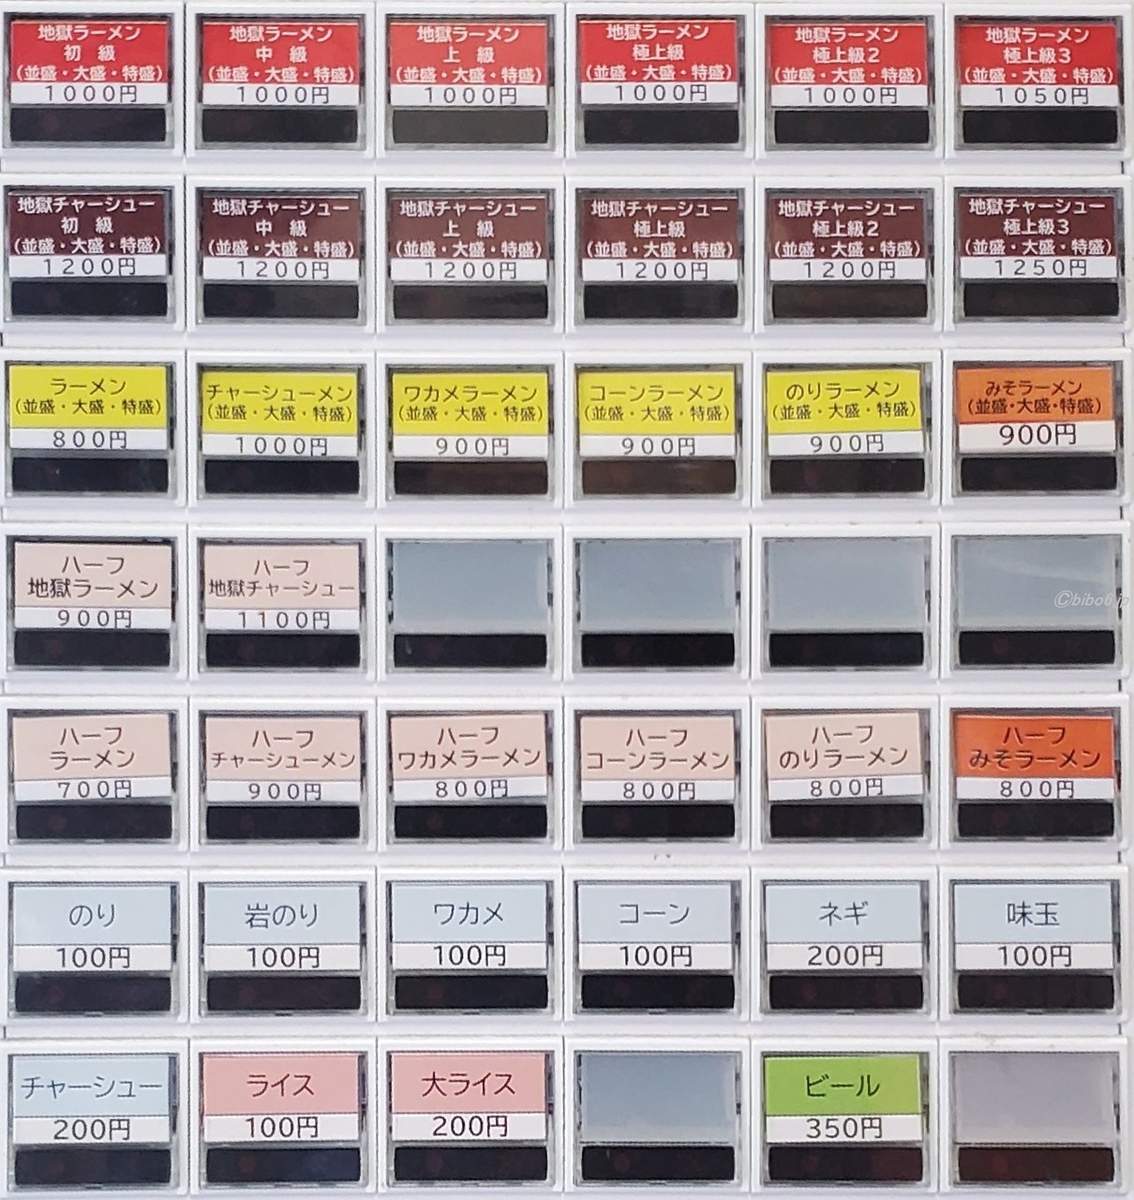 地獄ラーメン
初　級
(並盛・大盛・特盛)
1000円
地獄ラーメン
中　級
(並盛・大盛・特盛)
1000円
地獄ラーメン
上　級
(並盛・大盛・特盛)
1000円
地獄ラーメン
極上級
(並盛・大盛・特盛)
1000円
地獄ラーメン
極上級2
(並盛・大盛・特盛)
1000円
地獄ラーメン
極上級3
(並盛・大盛・特盛)
1050円
地獄チャーシュー
初　級
(並盛・大盛・特盛)
1200円
地獄チャーシュー
中　級
(並盛・大盛・特盛)
1200円
地獄チャーシュー
上　級
(並盛・大盛・特盛)
1200円
地獄チャーシュー
極上級
(並盛・大盛・特盛)
1200円
地獄チャーシュー
極上級2
(並盛・大盛・特盛)
1200円
地獄チャーシュー
極上級3
(並盛・大盛・特盛)
1250円
ラーメン
(並盛・大盛・特盛)
800円
チャーシューメン
(並盛・大盛・特盛)
1000円
ワカメラーメン
(並盛・大盛・特盛)
900円
コーンラーメン
(並盛・大盛・特盛)
900円
のりラーメン
(並盛・大盛・特盛)
900円
みそラーメン
(並盛・大盛・特盛)
900円
ハーフ
地獄ラーメン
900円
ハーフ
地獄チャーシュー
1100円
©bibo6.jp
ハーフ
ラーメン
700円
ハーフ
チャーシューメン
900円
ハーフ
ワカメラーメン
800円
ハーフ
コーンラーメン
800円
ハーフ
のりラーメン
800円
ハーフ
みそラーメン
800円
のり
100円
岩のり
100円
ワカメ
100円
コーン
100円
ネギ
200円
味玉
100円
チャーシュー
200円
ライス
100円
大ライス
200円
ビール
350円